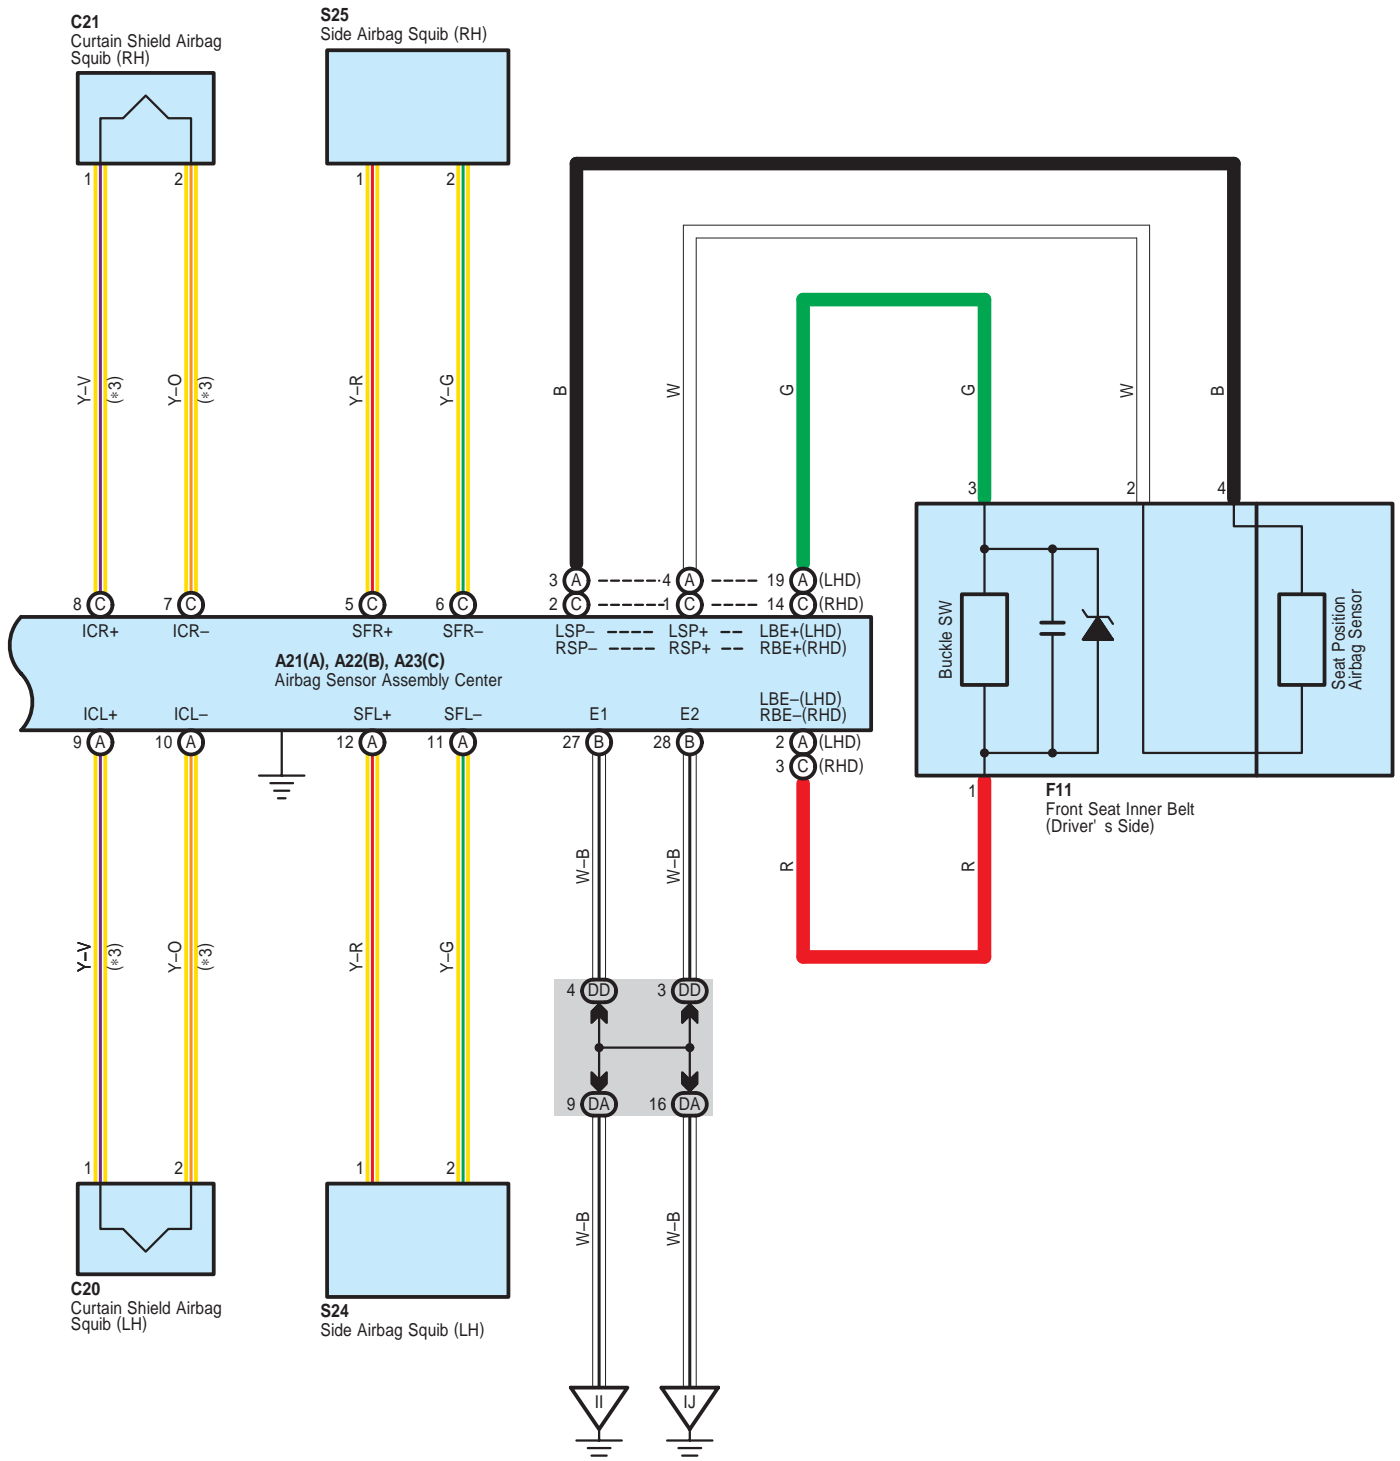 C21
Curtain Shield Airbag
Squib (RH)
S25
Side Airbag Squib (RH)
1 2 1 2
Y–V (*3) Y–O (*3) Y–R Y–G B W G G W B
3 2 4
8 C 7 C 5 C 6 C
3 A 4 A 19 A (LHD)
2 C 1 C 14 C (RHD)
ICR+ ICR– SFR+ SFR– LSP– LSP+ LBE+(LHD)
RSP– RSP+ RBE+(RHD)
A21(A), A22(B), A23(C)
Airbag Sensor Assembly Center
LBE–(LHD)
ICL+ ICL– SFL+ SFL– E1 E2 RBE–(RHD)
9 A 10 A 12 A 11 A 27 B 28 B 2 A (LHD)
3 C (RHD)
Buckle SW
Seat Position
Airbag Sensor
1
F11
Front Seat Inner Belt
(Driver' s Side)
W–B W–B R R
Y–V (*3) Y–O (*3) Y–R Y–G
4 DD 3 DD
9 DA 16 DA
1 2 1 2
W–B W–B
C20
Curtain Shield Airbag
Squib (LH)
S24
Side Airbag Squib (LH)
II IJ